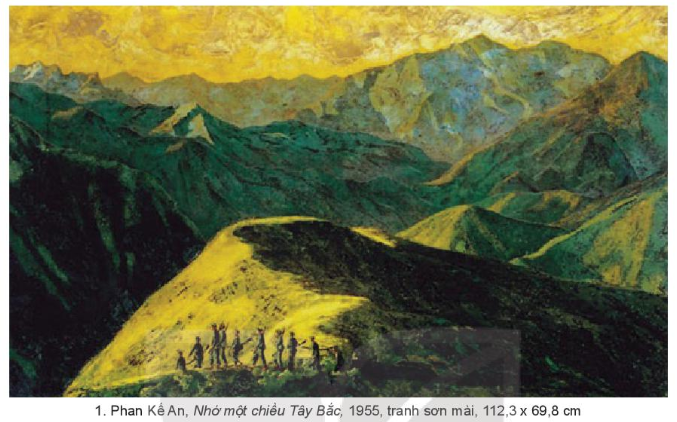 1. Phan Kế An, Nhớ một chiều Tây Bắc, 1955, tranh sơn mài, 112,3 x 69,8 cm